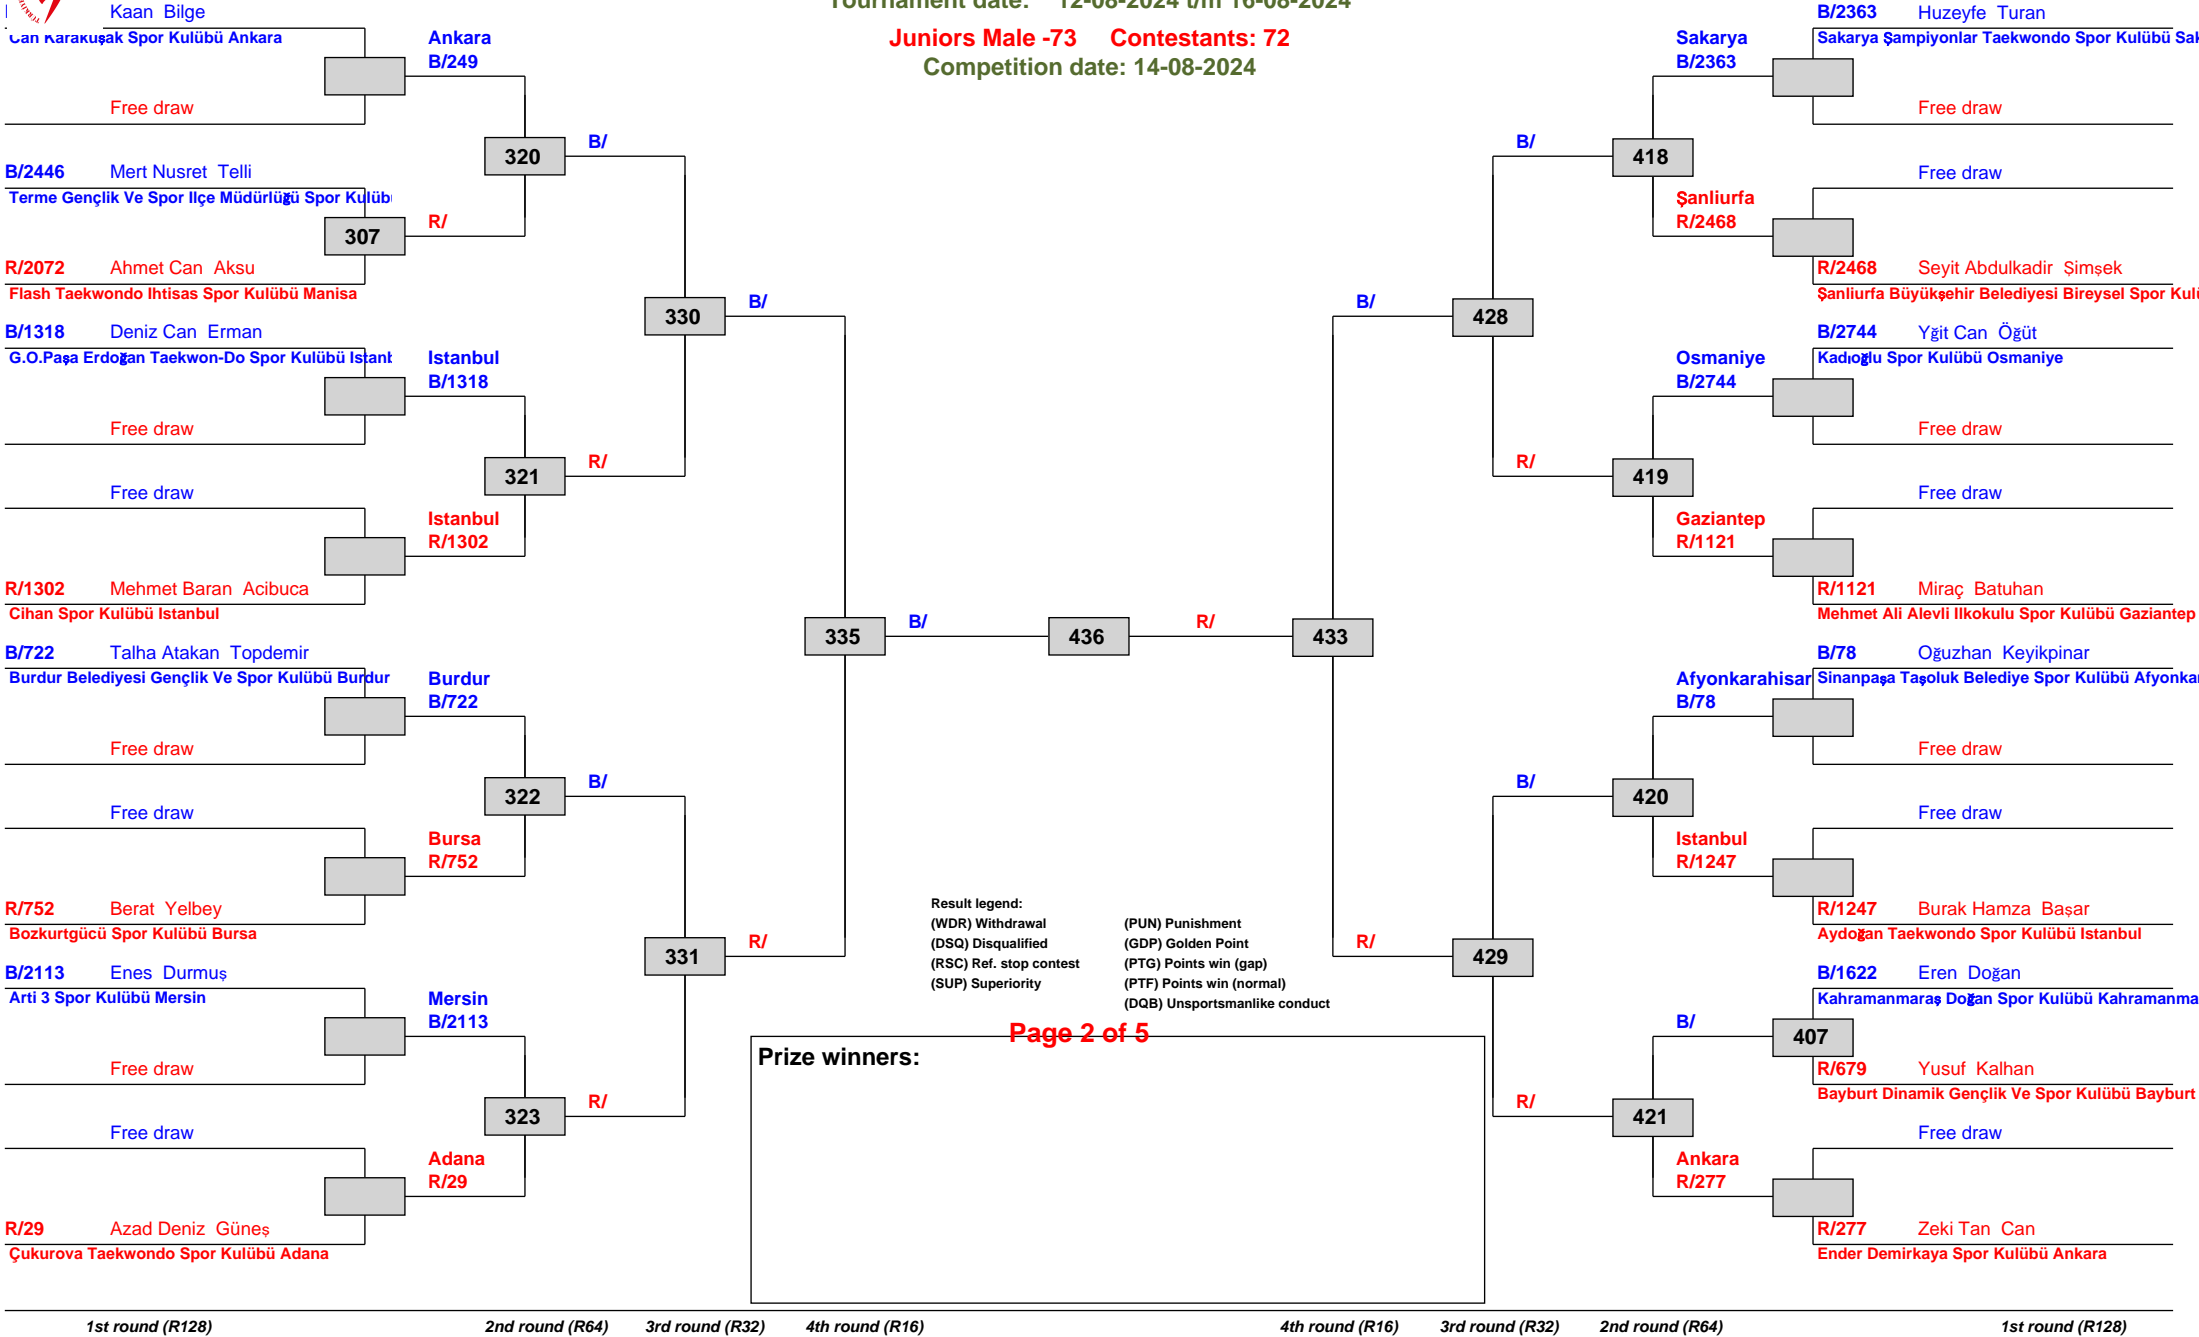 Tournament date: 12-08-2024 t/m 16-08-2024
Juniors Male -73 Contestants: 72
Competition date: 14-08-2024
Kaan Bilge
Can Karakuşak Spor Kulübü Ankara
Ankara
B/249
Free draw
320
B/
B/2446 Mert Nusret Telli
Terme Gençlik Ve Spor Ilçe Müdürlüğü Spor Kulüb
307
R/
R/2072 Ahmet Can Aksu
Flash Taekwondo Ihtisas Spor Kulübü Manisa
330
B/
B/1318 Deniz Can Erman
G.O.Paşa Erdoğan Taekwon-Do Spor Kulübü Istanb
Istanbul
B/1318
Free draw
321
R/
Free draw
Istanbul
R/1302
R/1302 Mehmet Baran Acibuca
Cihan Spor Kulübü Istanbul
335
B/
436
R/
433
B/722 Talha Atakan Topdemir
Burdur Belediyesi Gençlik Ve Spor Kulübü Burdur
Burdur
B/722
Free draw
322
B/
Free draw
Bursa
R/752
R/752 Berat Yelbey
Bozkurtgücü Spor Kulübü Bursa
331
R/
B/2113 Enes Durmuş
Arti 3 Spor Kulübü Mersin
Mersin
B/2113
Free draw
323
R/
Free draw
Adana
R/29
R/29 Azad Deniz Güneş
Çukurova Taekwondo Spor Kulübü Adana
B/2363 Huzeyfe Turan
Sakarya Şampiyonlar Taekwondo Spor Kulübü Sak
Sakarya
B/2363
Free draw
B/
418
Free draw
Şanliurfa
R/2468
R/2468 Seyit Abdulkadir Şimşek
Şanliurfa Büyükşehir Belediyesi Bireysel Spor Kulü
B/
428
B/2744 Yğit Can Öğüt
Kadıoğlu Spor Kulübü Osmaniye
Osmaniye
B/2744
Free draw
R/
419
Free draw
Gaziantep
R/1121
R/1121 Miraç Batuhan
Mehmet Ali Alevli Ilkokulu Spor Kulübü Gaziantep
B/78 Oğuzhan Keyikpinar
Sinanpaşa Taşoluk Belediye Spor Kulübü Afyonkar
Afyonkarahisar
B/78
Free draw
B/
420
Free draw
Istanbul
R/1247
R/1247 Burak Hamza Başar
Aydoğan Taekwondo Spor Kulübü Istanbul
R/
429
B/1622 Eren Doğan
Kahramanmaraş Doğan Spor Kulübü Kahramanma
B/
407
R/679 Yusuf Kalhan
Bayburt Dinamik Gençlik Ve Spor Kulübü Bayburt
R/
421
Free draw
Ankara
R/277
R/277 Zeki Tan Can
Ender Demirkaya Spor Kulübü Ankara
Result legend:
(WDR) Withdrawal (PUN) Punishment
(DSQ) Disqualified (GDP) Golden Point
(RSC) Ref. stop contest (PTG) Points win (gap)
(SUP) Superiority (PTF) Points win (normal)
(DQB) Unsportsmanlike conduct
Page 2 of 5
Prize winners:
1st round (R128) 2nd round (R64) 3rd round (R32) 4th round (R16) 4th round (R16) 3rd round (R32) 2nd round (R64) 1st round (R128)